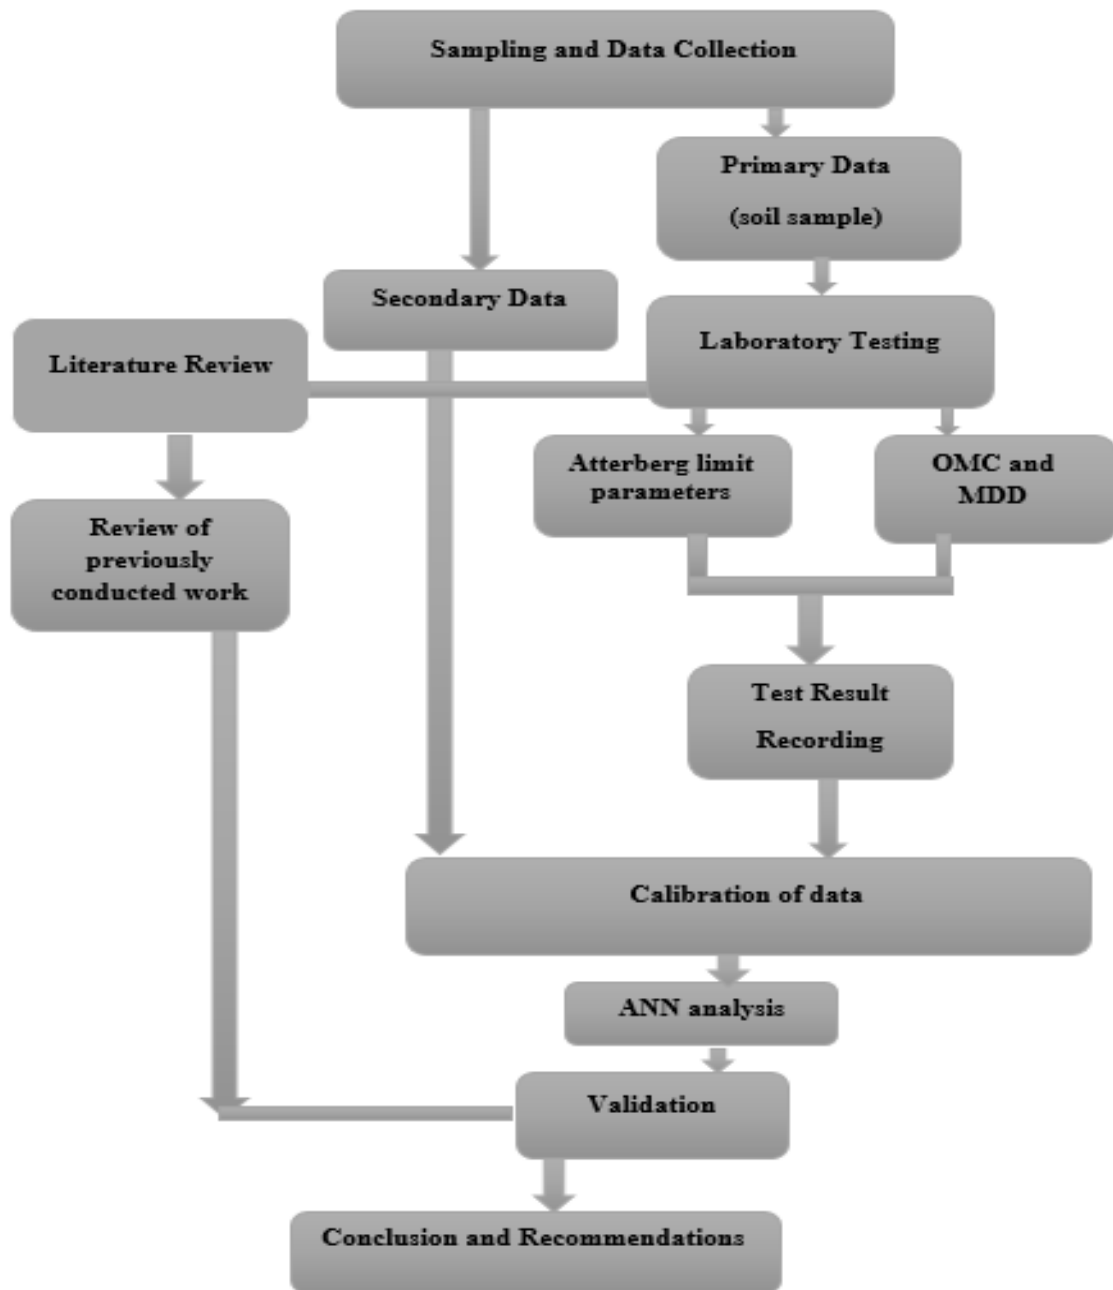 Sampling and Data Collection
Primary Data
(soil sample)
Secondary Data
Laboratory Testing
Literature Review
Atterberg limit
parameters
OMC and
MDD
Review of
previously
conducted work
Test Result
Recording
Calibration of data
ANN analysis
Validation
Conclusion and Recommendations